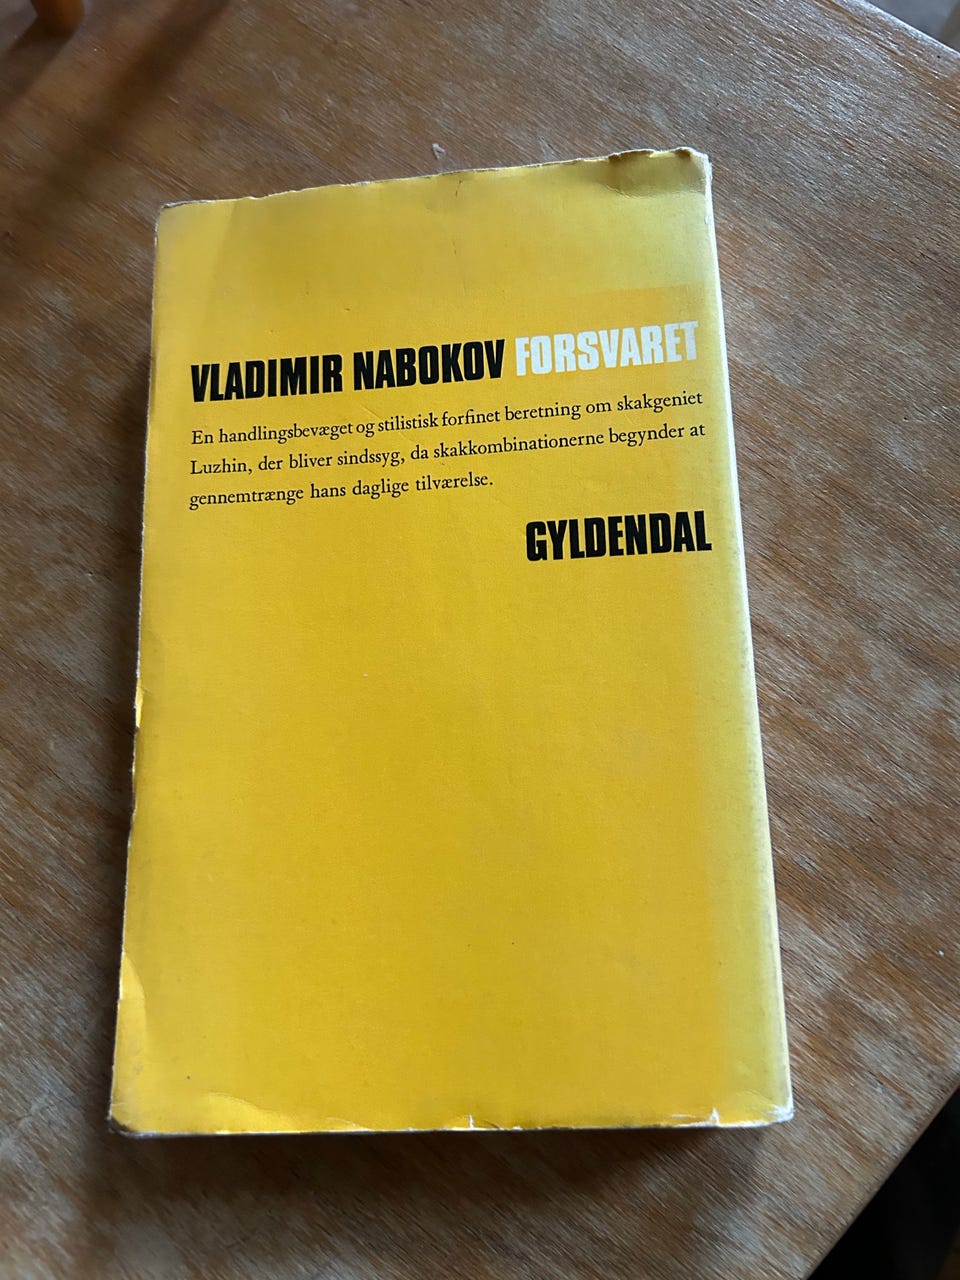 VLADIMIR NABOKOV FORSVARET
En handlingsbevæget og stilistisk forfinet beretning om skakgeniet
Luzhin, der bliver sindssyg, da skakkombinationerne begynder at
gennemtrænge hans daglige tilværelse.
GYLDENDAL